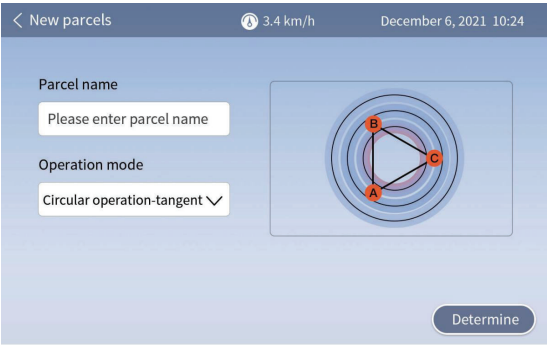 New parcels
3.4 km/h
December 6, 2021 10:24
Parcel name
Please enter parcel name
Operation mode
Circular operation-tangent
B
C
A
Determine